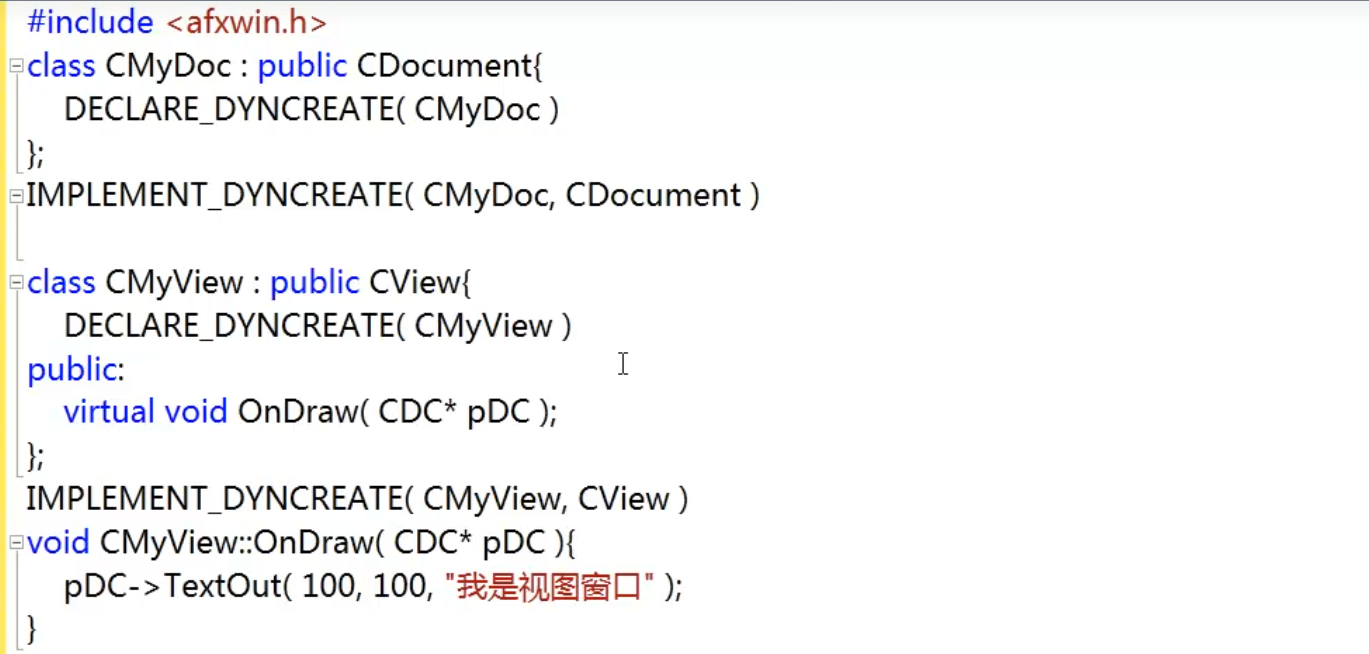 #include <afxwin.h>
class CMyDoc : public CDocument{
DECLARE_DYNCREATE( CMyDoc )
};
IMPLEMENT_DYNCREATE( CMyDoc, CDocument )
class CMyView : public CView{
DECLARE_DYNCREATE( CMyView )
public:
virtual void OnDraw( CDC* pDC );
};
IMPLEMENT_DYNCREATE( CMyView, CView )
void CMyView::OnDraw( CDC* pDC ){
pDC->TextOut( 100, 100, "我是视图窗口" );
}